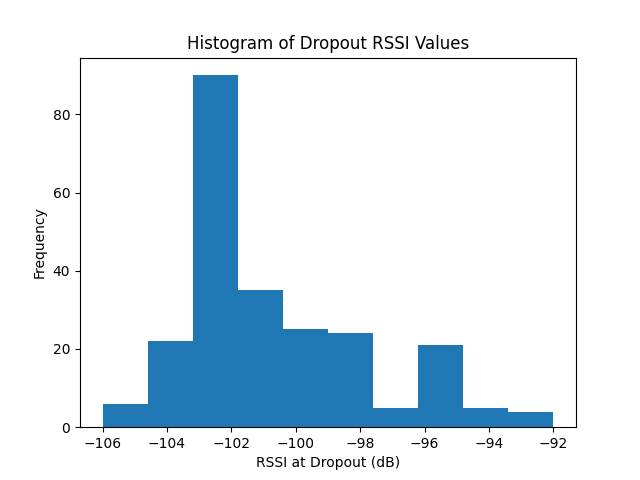 Histogram of Dropout RSSI Values
Frequency
80
60
40
20
0
−106 −104 −102 −100 −98 −96 −94 −92
RSSI at Dropout (dB)